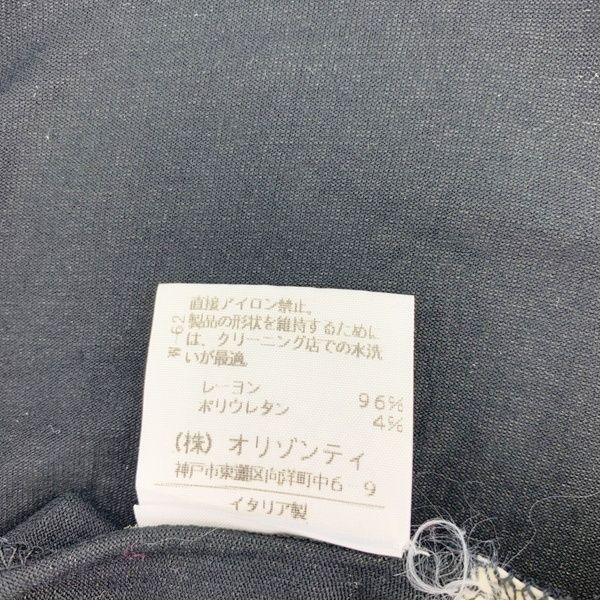 直接アイロン禁止。
製品の形状を維持するために
は、クリーニング店での水洗
いが最適。
W-62
レーヨン 96%
ポリウレタン 4%
(株)オリゾンティ
神戸市東灘区向洋町中6-9
イタリア製